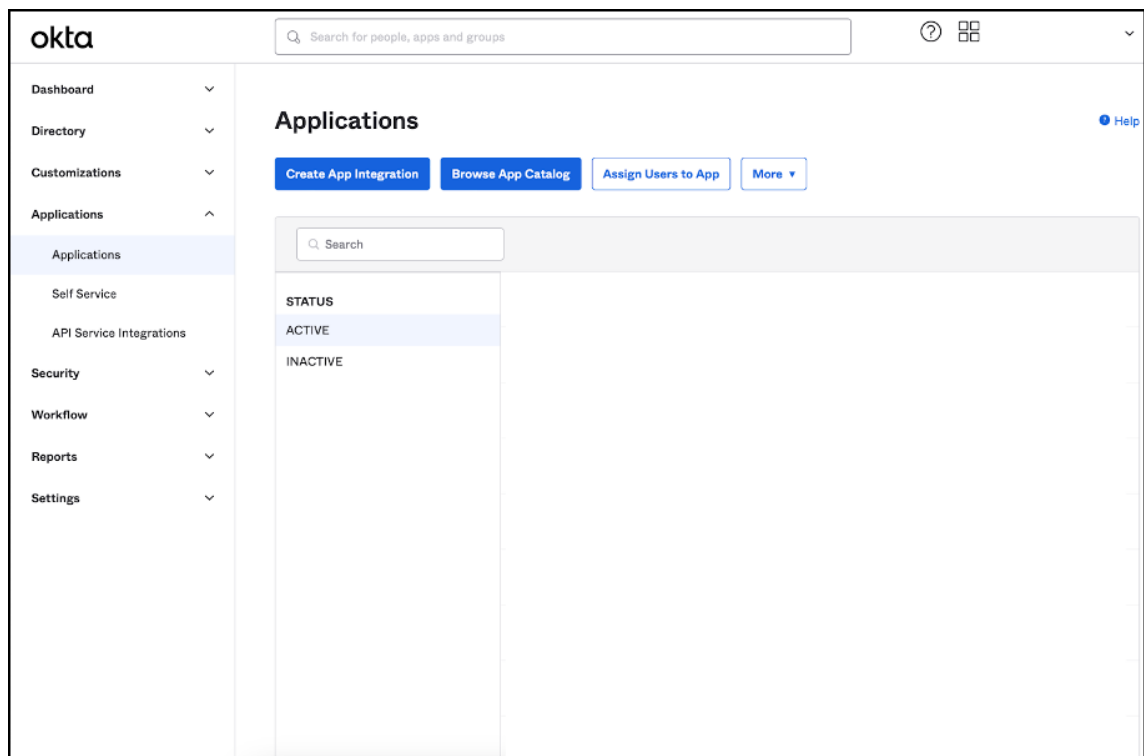 okta
Search for people, apps and groups
Dashboard
Directory
Customizations
Applications
Applications
Self Service
API Service Integrations
Security
Workflow
Reports
Settings
Applications
Help
Create App Integration
Browse App Catalog
Assign Users to App
More
Search
STATUS
ACTIVE
INACTIVE